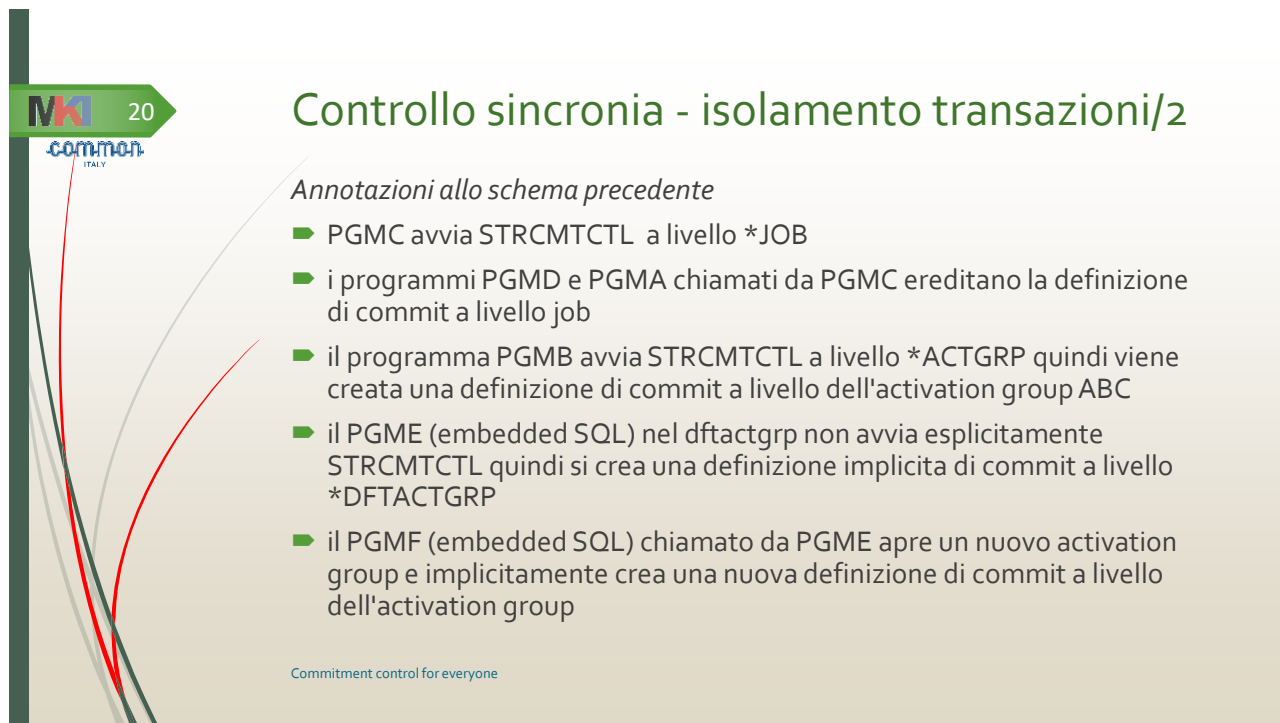 MK1
20
common
ITALY
Controllo sincronia - isolamento transazioni/2
Annotazioni allo schema precedente
PGMC avvia STRCMTCTL a livello *JOB
i programmi PGMD e PGMA chiamati da PGMC ereditano la definizione
di commit a livello job
il programma PGMB avvia STRCMTCTL a livello *ACTGRP quindi viene
creata una definizione di commit a livello dell'activation group ABC
il PGME (embedded SQL) nel dftactgrp non avvia esplicitamente
STRCMTCTL quindi si crea una definizione implicita di commit a livello
*DFTACTGRP
il PGMF (embedded SQL) chiamato da PGME apre un nuovo activation
group e implicitamente crea una nuova definizione di commit a livello
dell'activation group
Commitment control for everyone